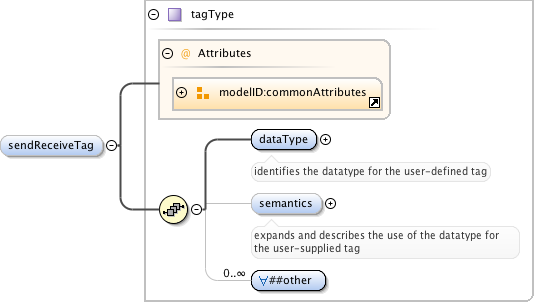 tagType
@ Attributes
modelID:commonAttributes
sendReceiveTag
dataType
identifies the datatype for the user-defined tag
semantics
expands and describes the use of the datatype for
the user-supplied tag
0..∞
∀##other